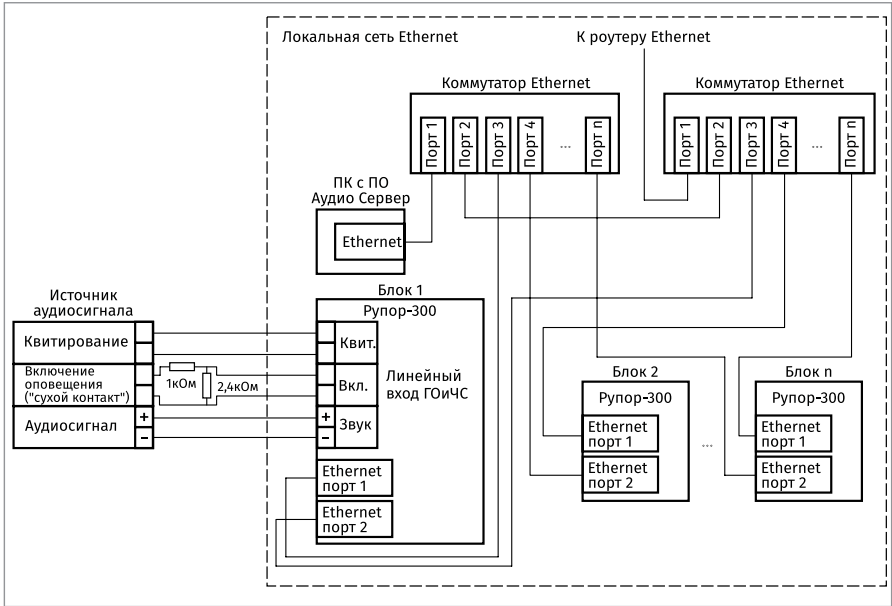 Локальная сеть Ethernet
К роутеру Ethernet
Коммутатор Ethernet
Порт 1
Порт 2
Порт 3
Порт 4
...
Порт n
Коммутатор Ethernet
Порт 1
Порт 2
Порт 3
Порт 4
...
Порт n
ПК с ПО
Аудио Сервер
Ethernet
Источник
аудиосигнала
Квитирование
Включение
оповещения
("сухой контакт")
Аудиосигнал
+
−
1кОм
2,4кОм
Блок 1
Рупор-300
Квит.
Вкл.
+
−
Звук
Линейный
вход ГОиЧС
Ethernet
порт 1
Ethernet
порт 2
Блок 2
Рупор-300
Ethernet
порт 1
Ethernet
порт 2
...
Блок n
Рупор-300
Ethernet
порт 1
Ethernet
порт 2